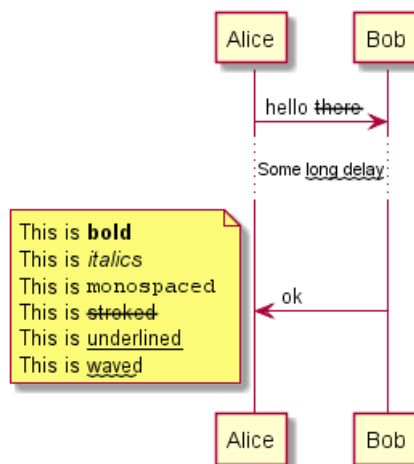 Alice Bob
hello there
Some long delay
This is bold
This is italics
This is monospaced
This is stroked
This is underlined
This is waved
ok
Alice Bob